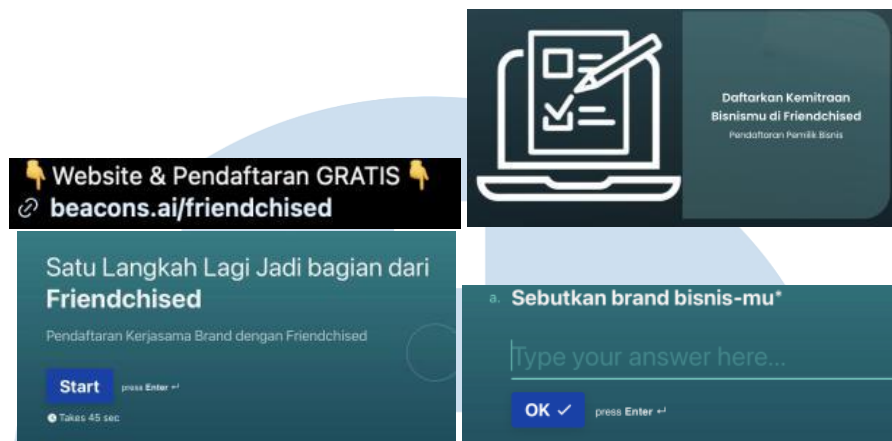 👇 Website & Pendaftaran GRATIS 👇
beacons.ai/friendchised
Daftarkan Kemitraan
Bisnismu di Friendchised
Pendaftaran Pemilik Bisnis
Satu Langkah Lagi Jadi bagian dari
Friendchised
Pendaftaran Kerjasama Brand dengan Friendchised
Start press Enter ↵
Takes 45 sec
a. Sebutkan brand bisnis-mu*
Type your answer here...
OK ✓ press Enter ↵